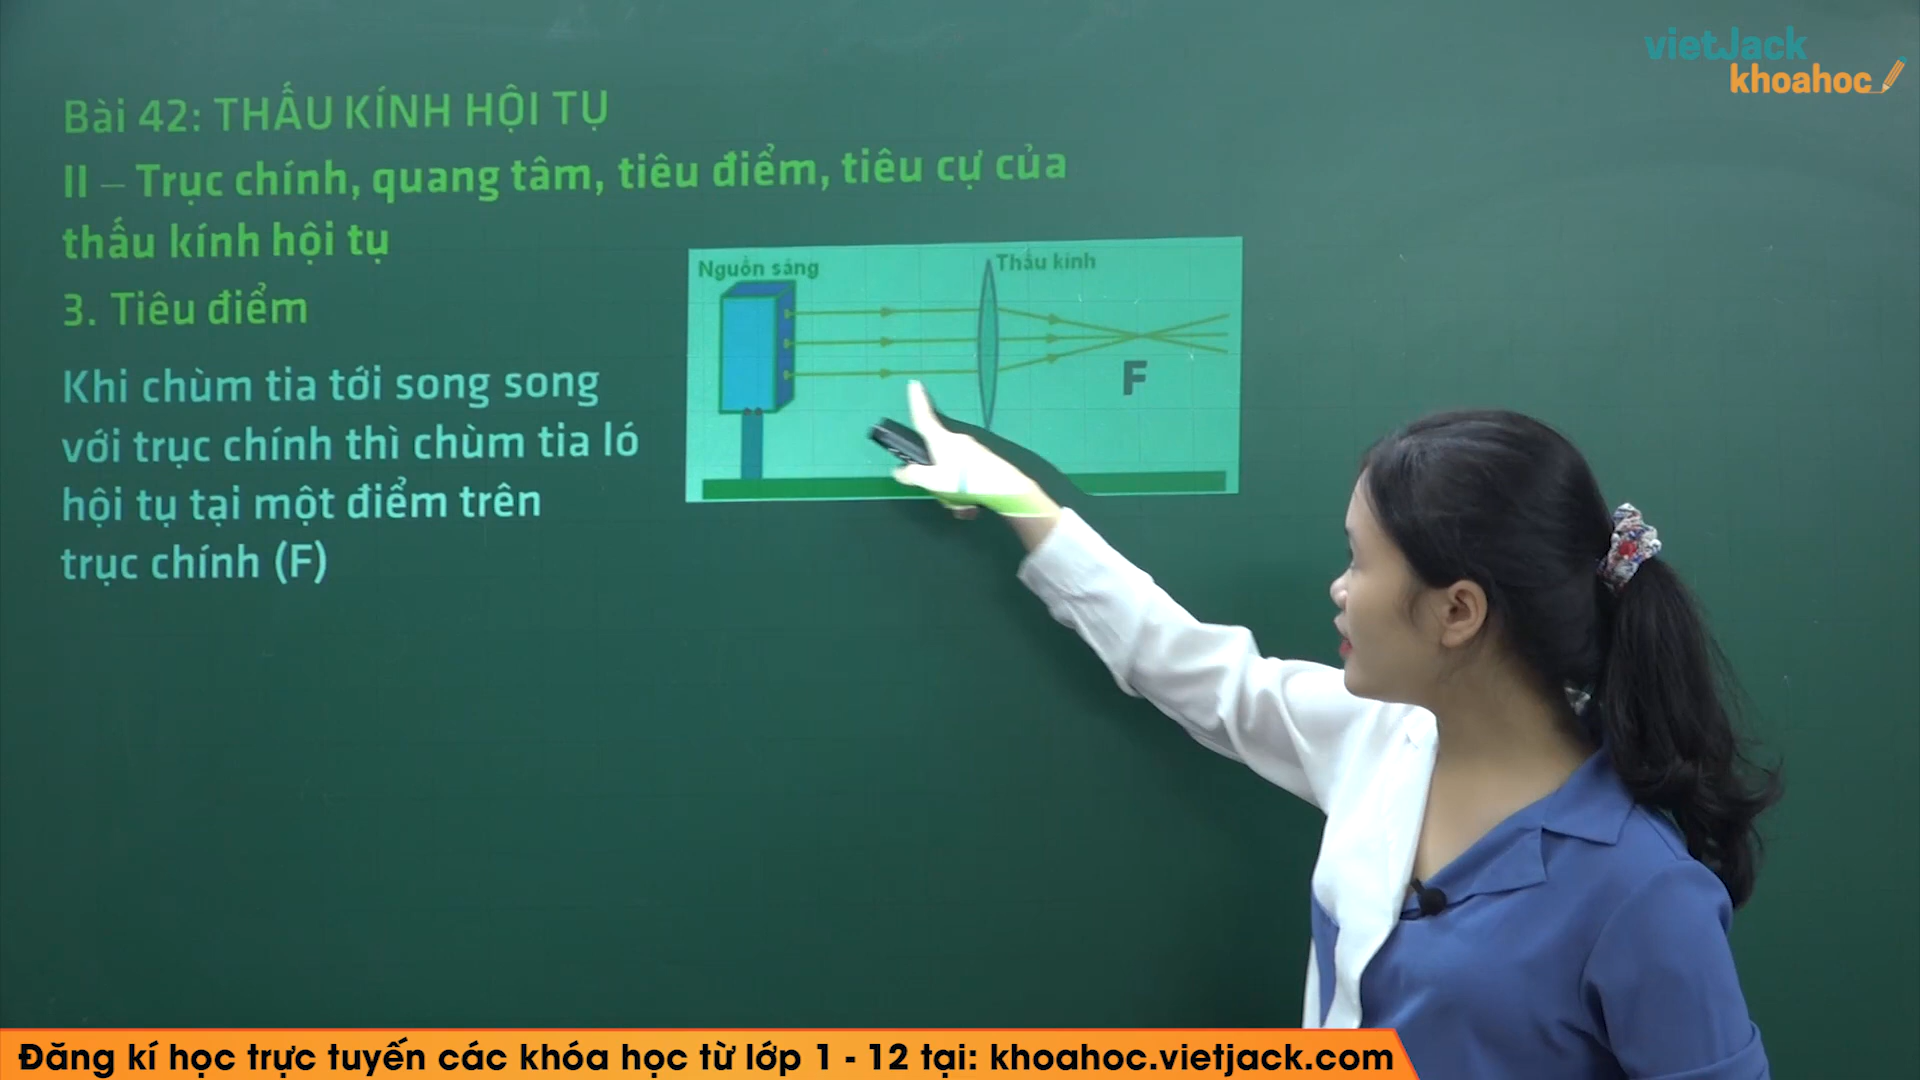 vietJack
khoahoc
Bài 42: THẤU KÍNH HỘI TỤ
II – Trục chính, quang tâm, tiêu điểm, tiêu cự của
thấu kính hội tụ
3. Tiêu điểm
Khi chùm tia tới song song
với trục chính thì chùm tia ló
hội tụ tại một điểm trên
trục chính (F)
Nguồn sáng
Thấu kính
F
Đăng kí học trực tuyến các khóa học từ lớp 1 - 12 tại: khoahoc.vietjack.com